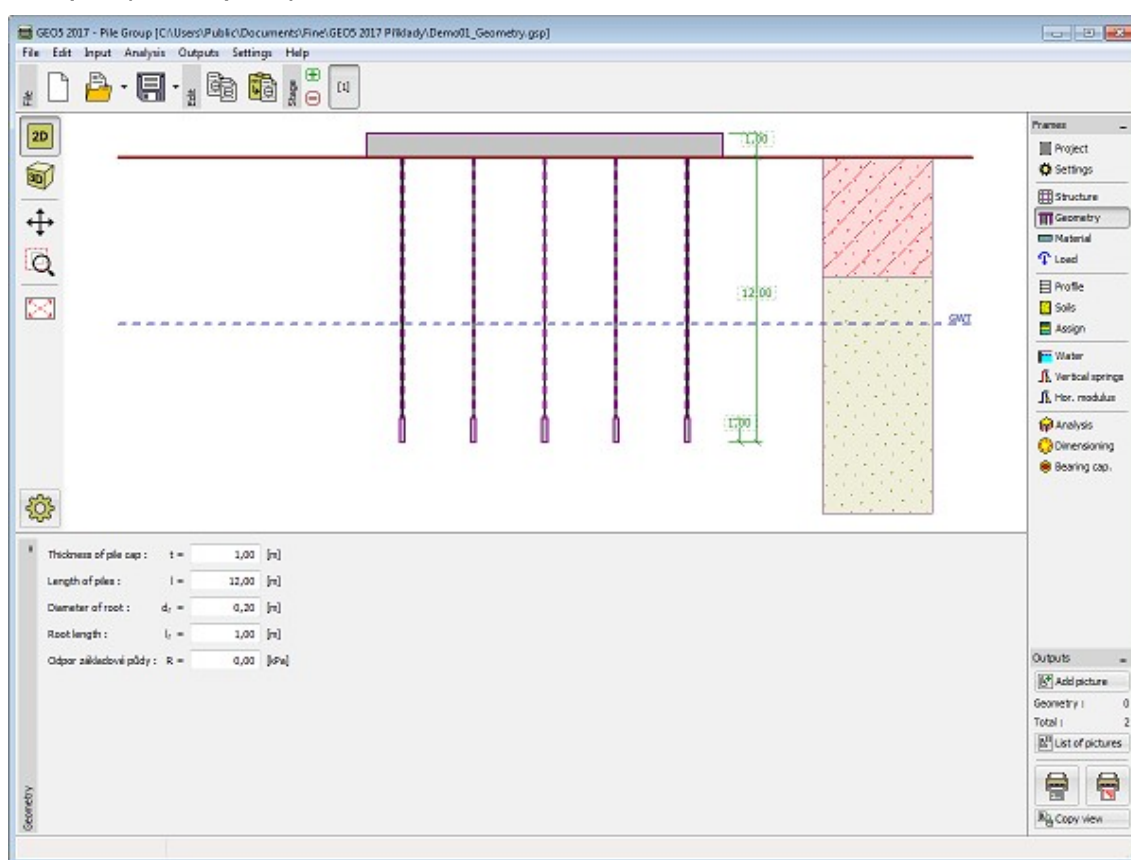 GEO5 2017 - Pile Group [C:\Users\Public\Documents\Fine\GEO5 2017 Příklady\Demo01_Geometry.gsp]
File Edit Input Analysis Outputs Settings Help
File
Edit
Stage
[1]
2D
3D
1,00
12,00
GWT
1,00
Frames
Project
Settings
Structure
Geometry
Material
Load
Profile
Soils
Assign
Water
Vertical springs
Hor. modulus
Analysis
Dimensioning
Bearing cap.
Thickness of pile cap : t = 1,00 [m]
Length of piles : l = 12,00 [m]
Diameter of root : dr = 0,20 [m]
Root length : lr = 1,00 [m]
Odpor základové půdy : R = 0,00 [kPa]
Geometry
Outputs
Add picture
Geometry : 0
Total : 2
List of pictures
Copy view